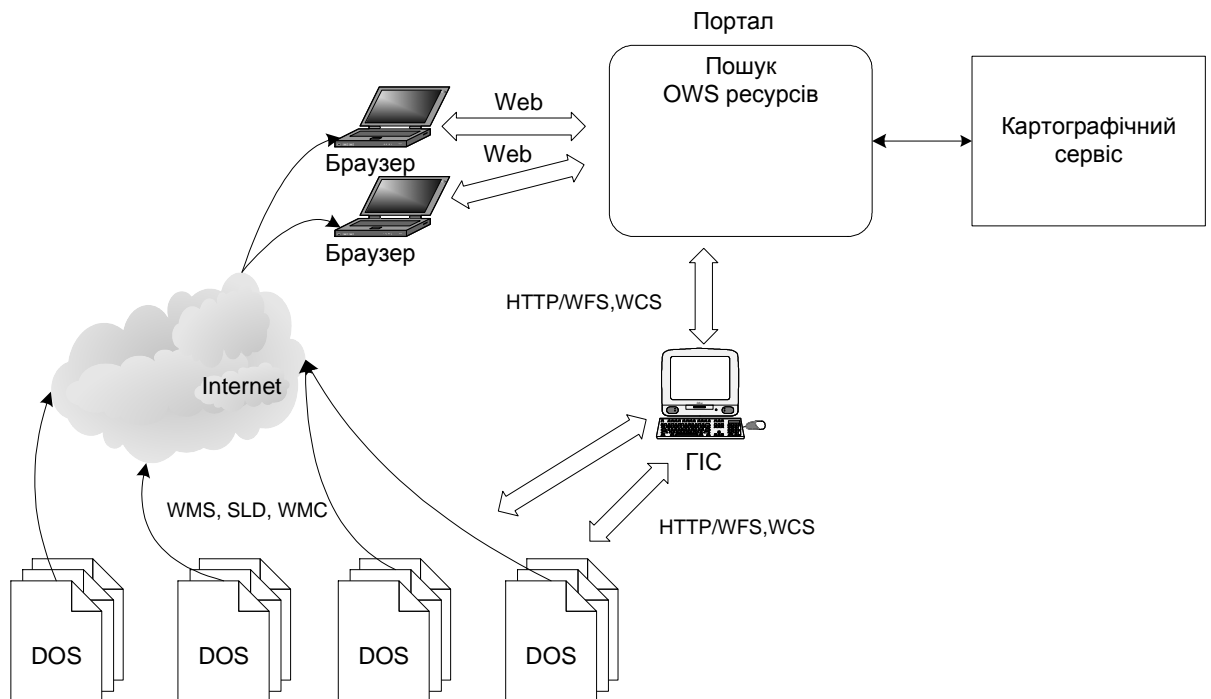 Портал
Пошук
OWS ресурсів
Картографічний
сервіс
Web
Браузер
Web
Браузер
HTTP/WFS,WCS
Internet
ГІС
WMS, SLD, WMC
HTTP/WFS,WCS
DOS
DOS
DOS
DOS